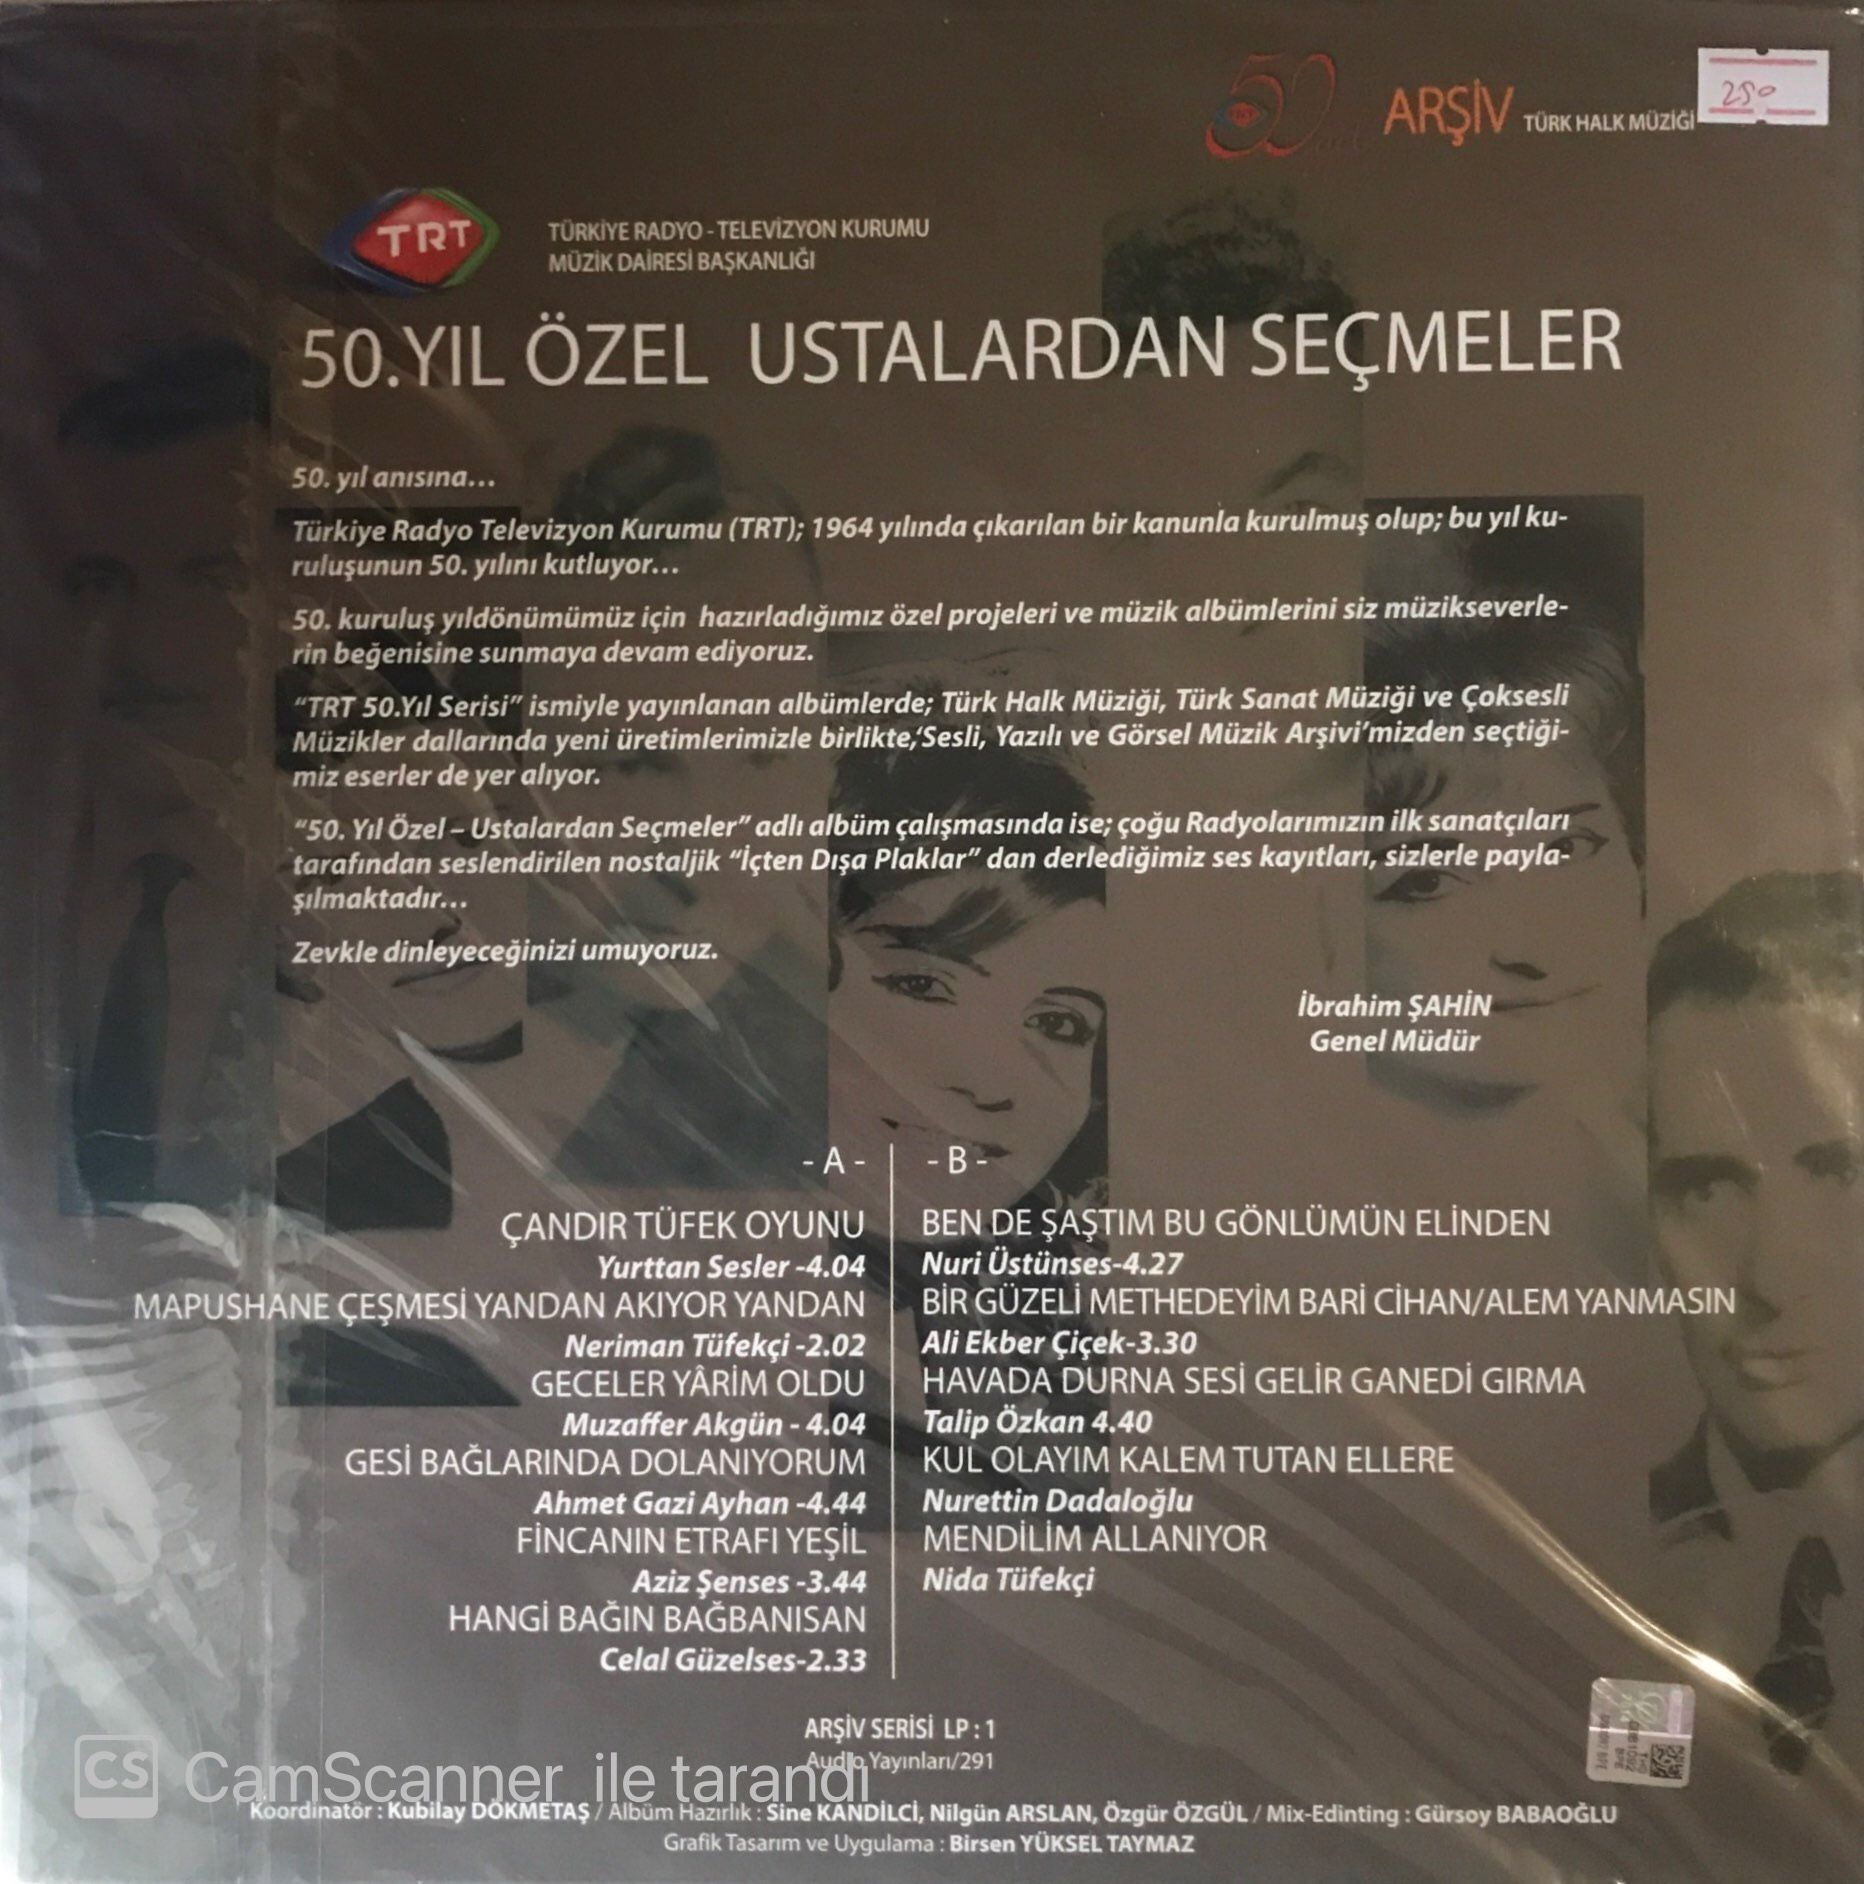 50
ARŞİV TÜRK HALK MÜZİĞİ
250
TRT
TÜRKİYE RADYO - TELEVİZYON KURUMU
MÜZİK DAİRESİ BAŞKANLIĞI
50.YIL ÖZEL USTALARDAN SEÇMELER
50. yıl anısına...
Türkiye Radyo Televizyon Kurumu (TRT); 1964 yılında çıkarılan bir kanunla kurulmuş olup; bu yıl ku-
ruluşunun 50. yılını kutluyor...
50. kuruluş yıldönümümüz için hazırladığımız özel projeleri ve müzik albümlerini siz müzikseverle-
rin beğenisine sunmaya devam ediyoruz.
"TRT 50.Yıl Serisi" ismiyle yayınlanan albümlerde; Türk Halk Müziği, Türk Sanat Müziği ve Çoksesli
Müzikler dallarında yeni üretimlerimizle birlikte,'Sesli, Yazılı ve Görsel Müzik Arşivi'mizden seçtiği-
miz eserler de yer alıyor.
"50. Yıl Özel – Ustalardan Seçmeler" adlı albüm çalışmasında ise; çoğu Radyolarımızın ilk sanatçıları
tarafından seslendirilen nostaljik "İçten Dışa Plaklar" dan derlediğimiz ses kayıtları, sizlerle payla-
şılmaktadır...
Zevkle dinleyeceğinizi umuyoruz.
İbrahim ŞAHİN
Genel Müdür
- A -
ÇANDIR TÜFEK OYUNU
Yurttan Sesler -4.04
MAPUSHANE ÇEŞMESİ YANDAN AKIYOR YANDAN
Neriman Tüfekçi -2.02
GECELER YÂRİM OLDU
Muzaffer Akgün - 4.04
GESİ BAĞLARINDA DOLANIYORUM
Ahmet Gazi Ayhan -4.44
FİNCANIN ETRAFI YEŞİL
Aziz Şenses -3.44
HANGİ BAĞIN BAĞBANISAN
Celal Güzelses-2.33
- B -
BEN DE ŞAŞTIM BU GÖNLÜMÜN ELİNDEN
Nuri Üstünses-4.27
BİR GÜZELİ METHEDEYİM BARİ CİHAN/ALEM YANMASIN
Ali Ekber Çiçek-3.30
HAVADA DURNA SESİ GELİR GANEDİ GIRMA
Talip Özkan 4.40
KUL OLAYIM KALEM TUTAN ELLERE
Nurettin Dadaloğlu
MENDİLİM ALLANIYOR
Nida Tüfekçi
ARŞİV SERİSİ LP : 1
Audio Yayınları/291
CS CamScanner ile tarandı
Koordinatör : Kubilay DÖKMETAŞ / Albüm Hazırlık : Sine KANDİLCİ, Nilgün ARSLAN, Özgür ÖZGÜL / Mix-Edinting : Gürsoy BABAOĞLU
Grafik Tasarım ve Uygulama : Birsen YÜKSEL TAYMAZ